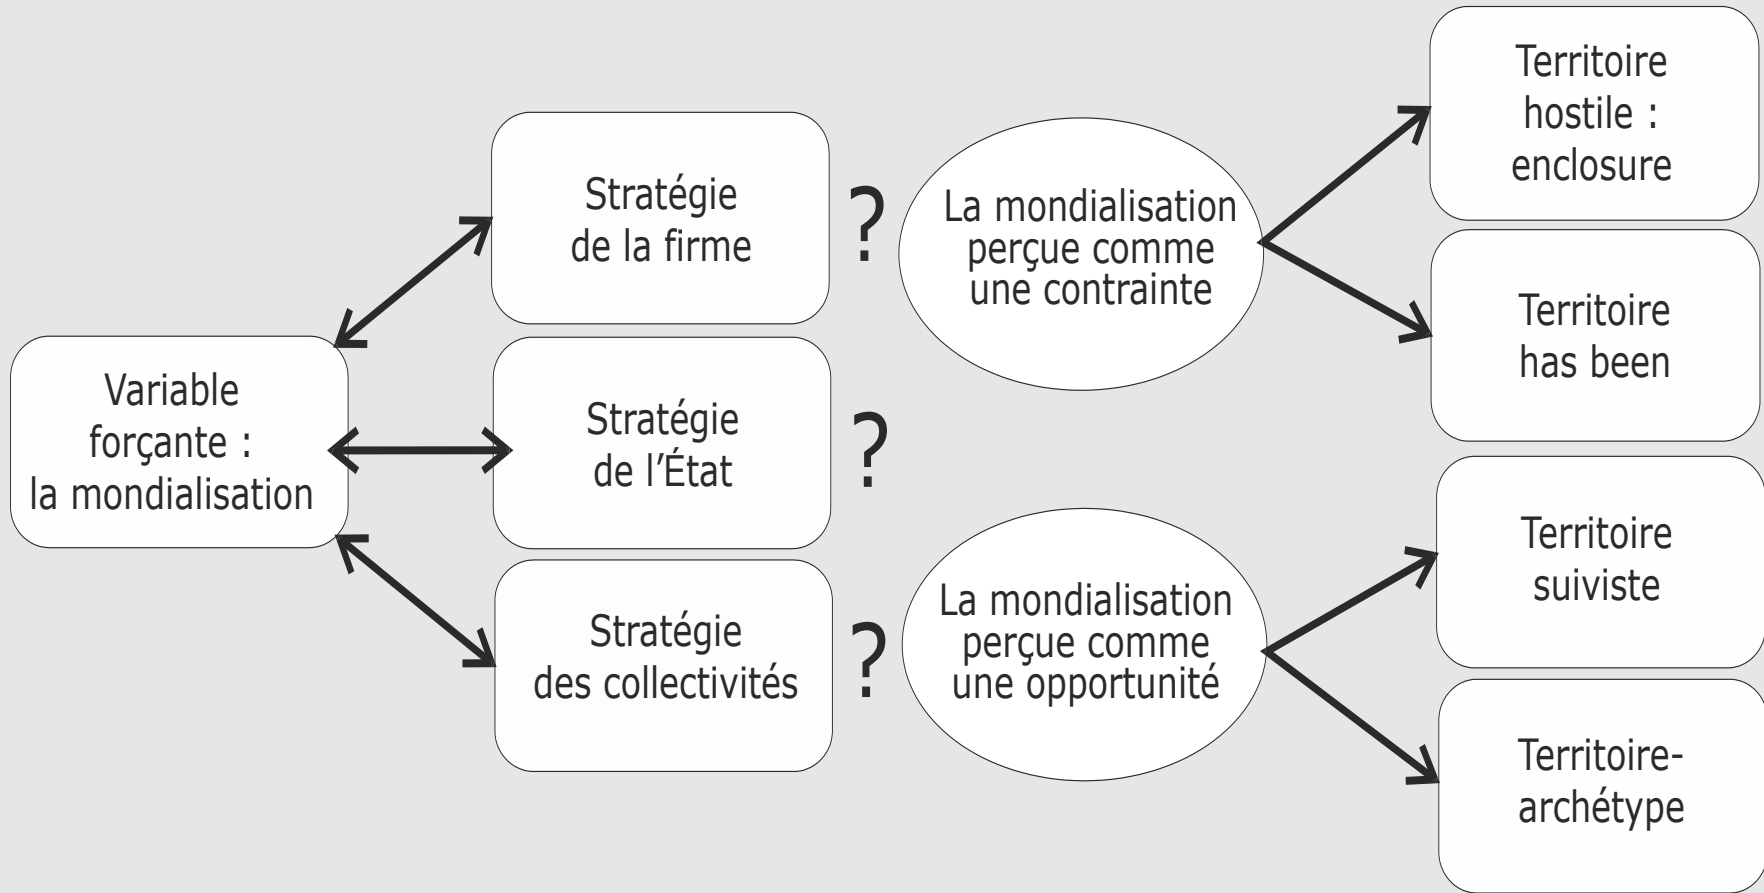 Variable
forçante :
la mondialisation
Stratégie
de la firme
?
Stratégie
de l’État
?
Stratégie
des collectivités
?
La mondialisation
perçue comme
une contrainte
La mondialisation
perçue comme
une opportunité
Territoire
hostile :
enclosure
Territoire
has been
Territoire
suiviste
Territoire-
archétype